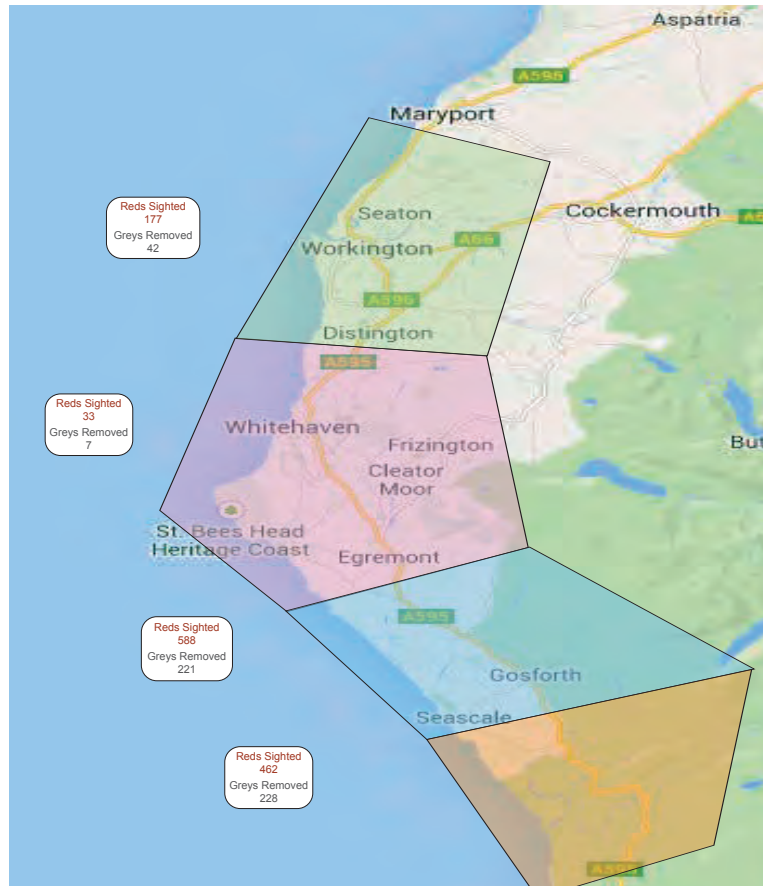 Aspatria
A596
Maryport
Reds Sighted
177
Greys Removed
42
Seaton
Cockermouth
Workington
A66
A596
Distington
A595
Reds Sighted
33
Greys Removed
7
Whitehaven
Frizington
But
Cleator
Moor
St. Bees Head
Heritage Coast
Egremont
A595
Reds Sighted
588
Greys Removed
221
Gosforth
Seascale
Reds Sighted
462
Greys Removed
228
A595